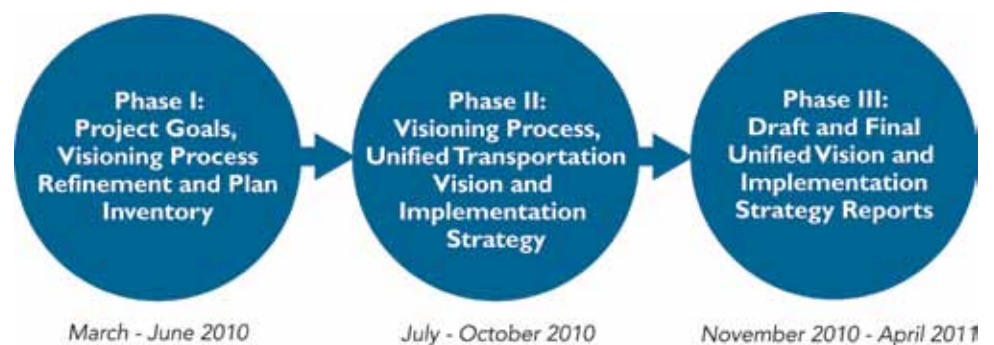 Phase I:
Project Goals,
Visioning Process
Refinement and Plan
Inventory
Phase II:
Visioning Process,
Unified Transportation
Vision and
Implementation
Strategy
Phase III:
Draft and Final
Unified Vision and
Implementation
Strategy Reports
March - June 2010
July - October 2010
November 2010 - April 2011